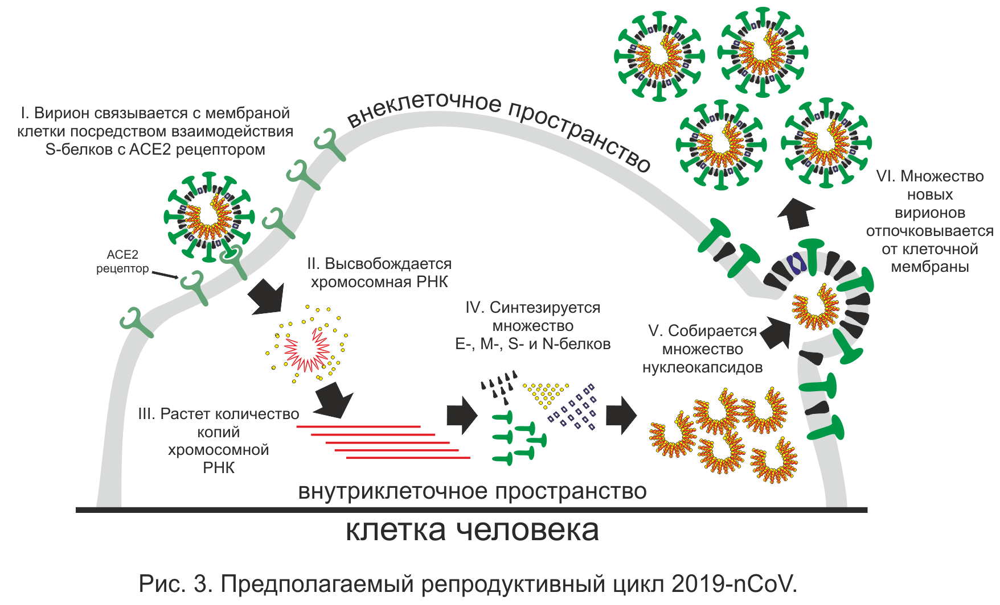 I. Вирион связывается с мембраной
клетки посредством взаимодействия
S-белков с ACE2 рецептором
внеклеточное пространство
ACE2
рецептор
II. Высвобождается
хромосомная РНК
III. Растет количество
копий
хромосомной
РНК
IV. Синтезируется
множество
E-, M-, S- и N-белков
V. Собирается
множество
нуклеокапсидов
VI. Множество
новых
вирионов
отпочковывается
от клеточной
мембраны
внутриклеточное пространство
клетка человека
Рис. 3. Предполагаемый репродуктивный цикл 2019-nCoV.